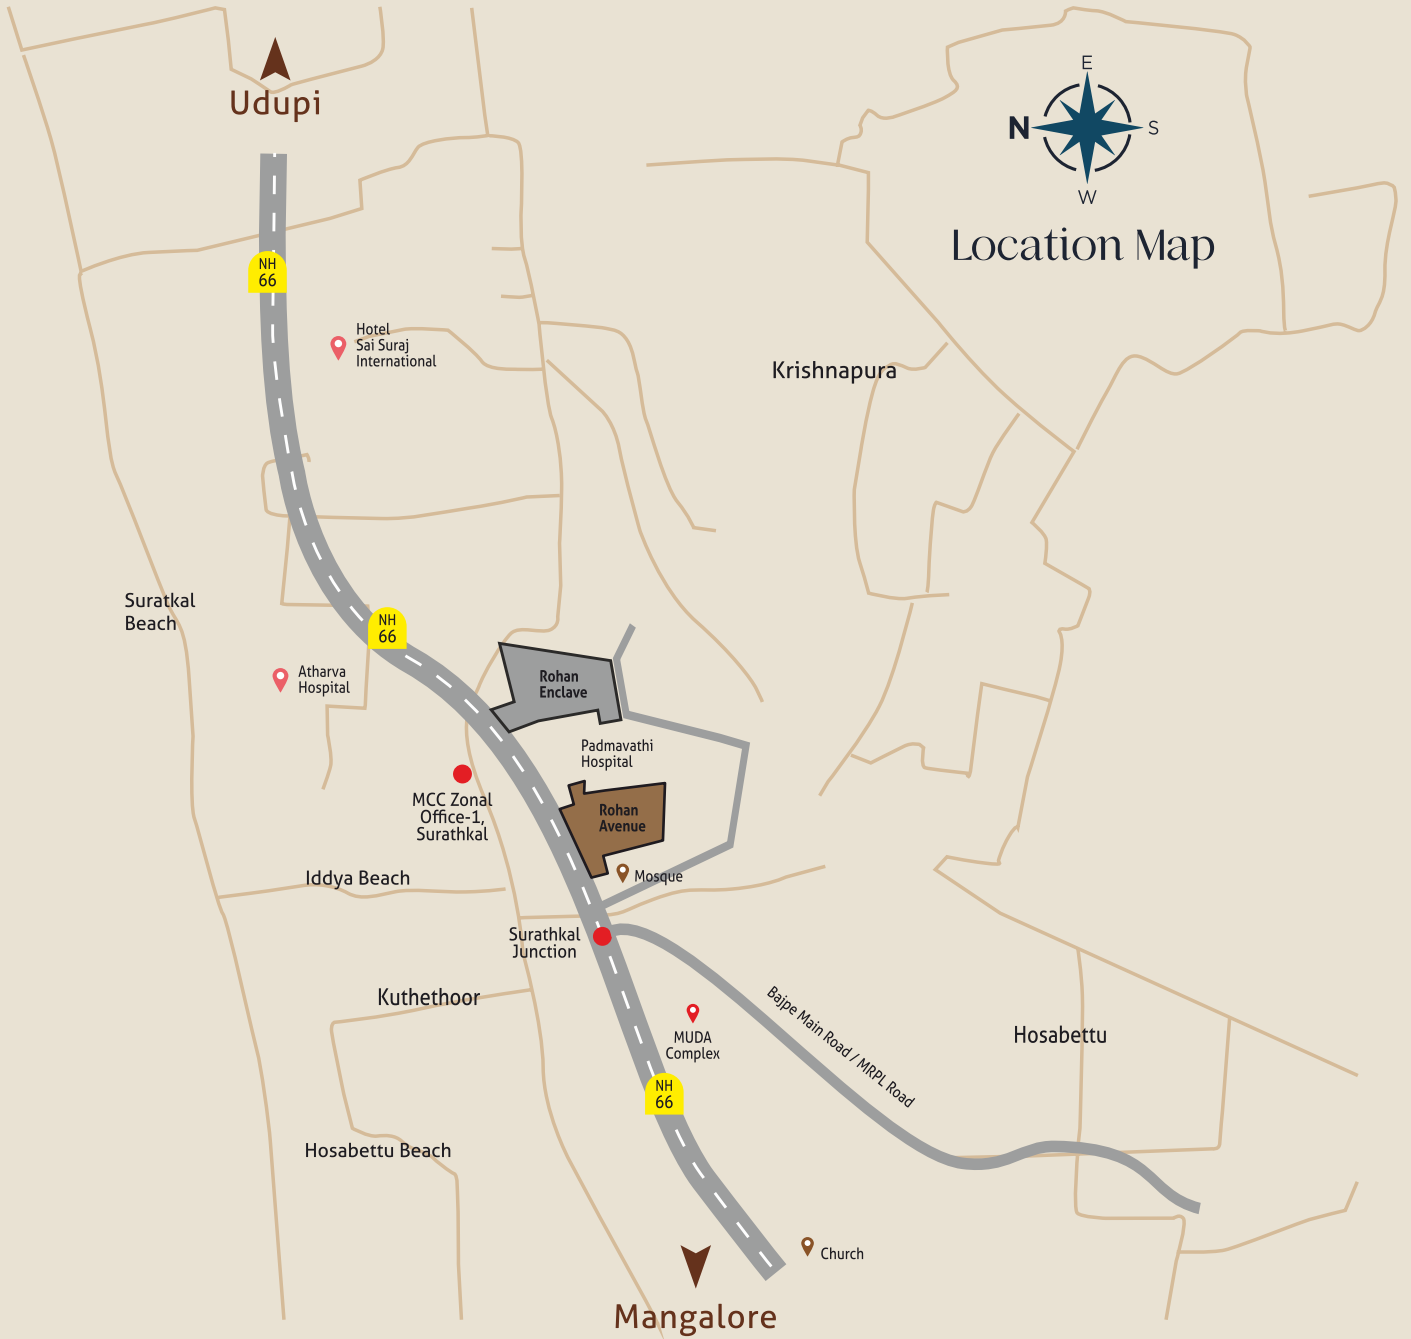 E
N
S
W
Location Map
Udupi
NH
66
Hotel
Sai Suraj
International
Krishnapura
Suratkal
Beach
NH
66
Atharva
Hospital
Rohan
Enclave
Padmavathi
Hospital
MCC Zonal
Office-1,
Surathkal
Rohan
Avenue
Mosque
Iddya Beach
Surathkal
Junction
Kuthethoor
MUDA
Complex
Bajpe Main Road / MRPL Road
Hosabettu
NH
66
Hosabettu Beach
Church
Mangalore